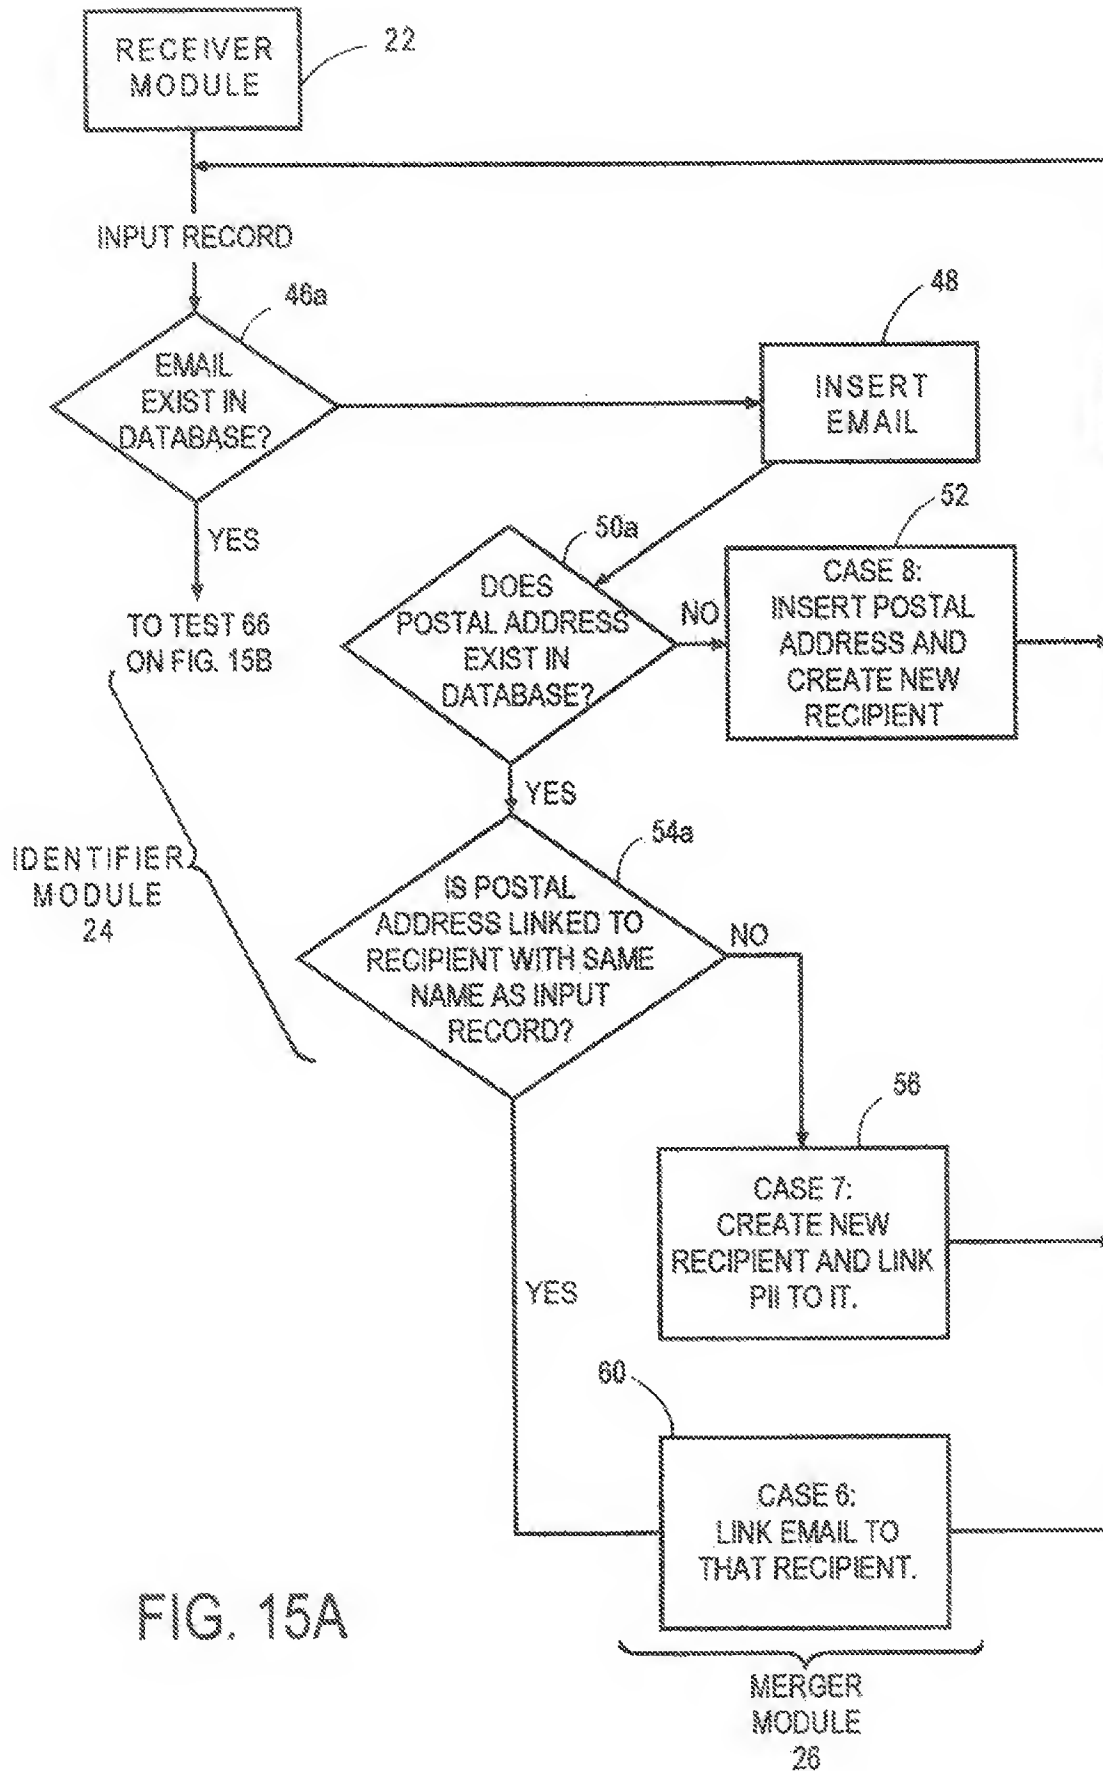 RECEIVER
MODULE
22
INPUT RECORD
46a
EMAIL
EXIST IN
DATABASE?
YES
TO TEST 66
ON FIG. 15B
48
INSERT
EMAIL
50a
DOES
POSTAL ADDRESS
EXIST IN
DATABASE?
NO
52
CASE 8:
INSERT POSTAL
ADDRESS AND
CREATE NEW
RECIPIENT
YES
IDENTIFIER
MODULE
24
54a
IS POSTAL
ADDRESS LINKED TO
RECIPIENT WITH SAME
NAME AS INPUT
RECORD?
NO
56
CASE 7:
CREATE NEW
RECIPIENT AND LINK
PII TO IT.
YES
60
CASE 6:
LINK EMAIL TO
THAT RECIPIENT.
FIG. 15A
MERGER
MODULE
26